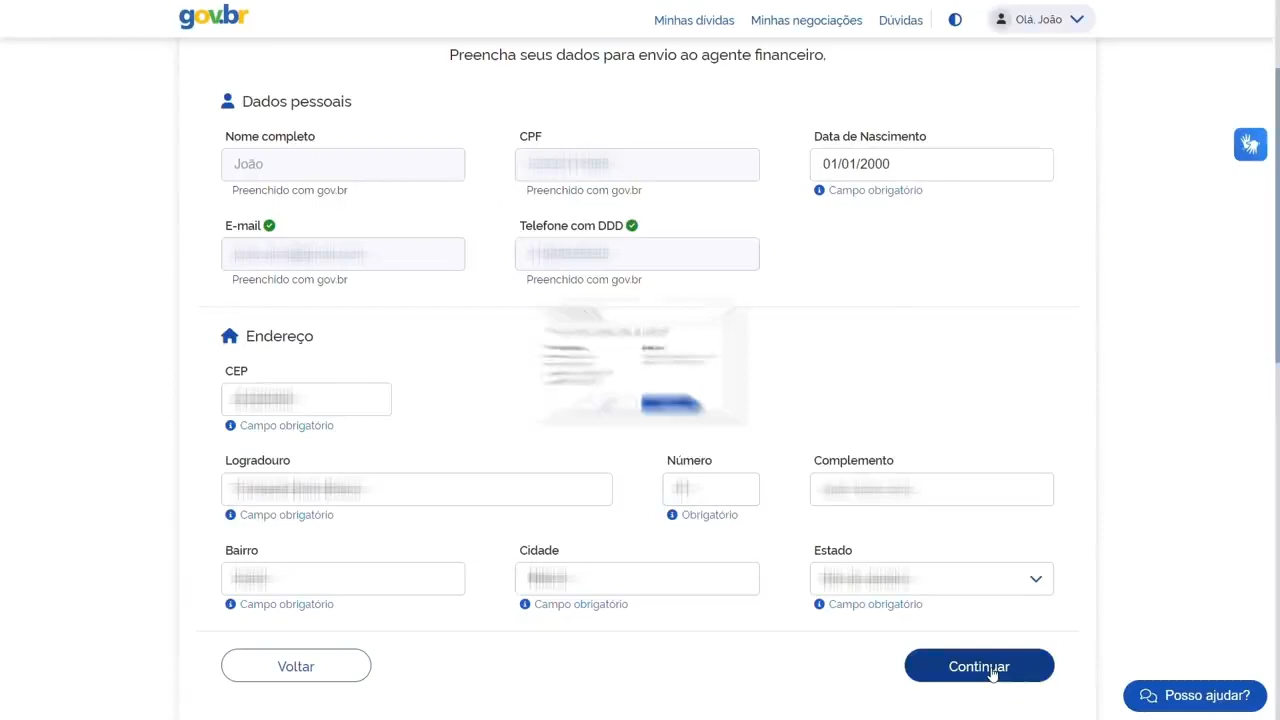 gov.br
Minhas dívidas Minhas negociações Dúvidas Olá, João
Preencha seus dados para envio ao agente financeiro.
Dados pessoais
Nome completo CPF Data de Nascimento
João 01/01/2000
Preenchido com gov.br Preenchido com gov.br Campo obrigatório
E-mail Telefone com DDD
Preenchido com gov.br Preenchido com gov.br
Endereço
CEP
Campo obrigatório
Logradouro Número Complemento
Campo obrigatório Obrigatório
Bairro Cidade Estado
Campo obrigatório Campo obrigatório Campo obrigatório
Voltar Continuar
Posso ajudar?